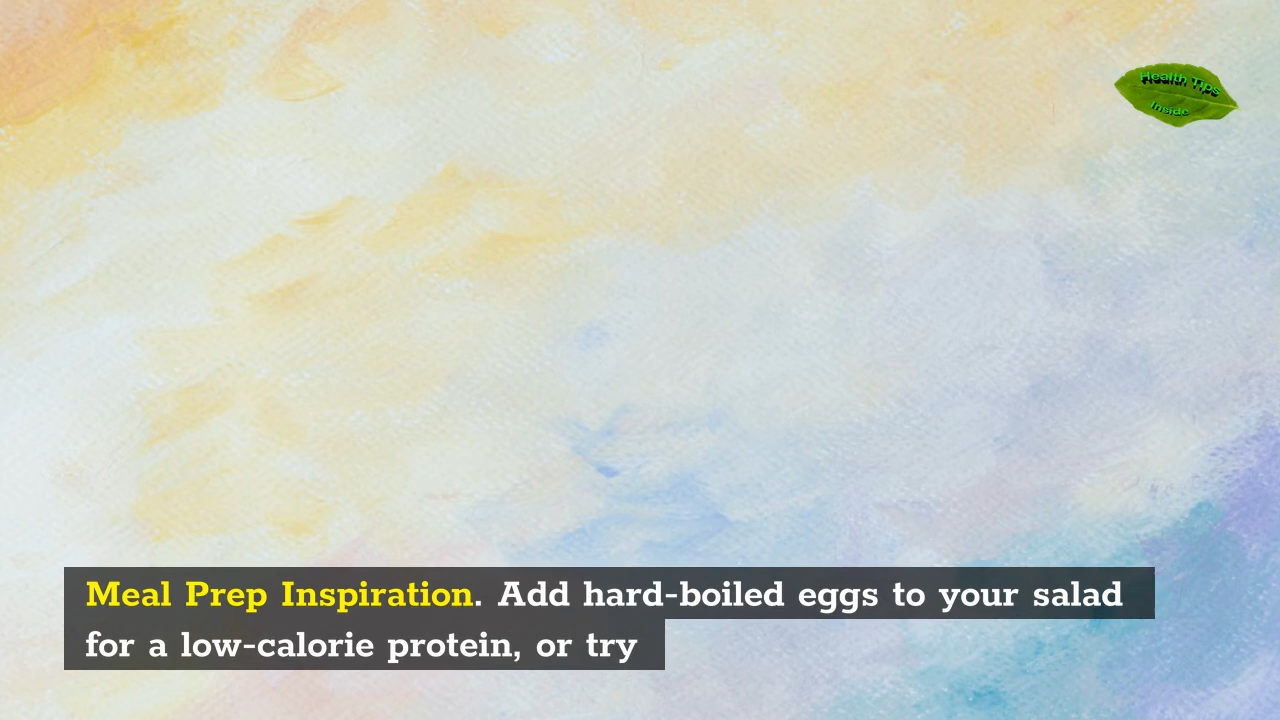 Health Tips
Inside
Meal Prep Inspiration. Add hard-boiled eggs to your salad
for a low-calorie protein, or try